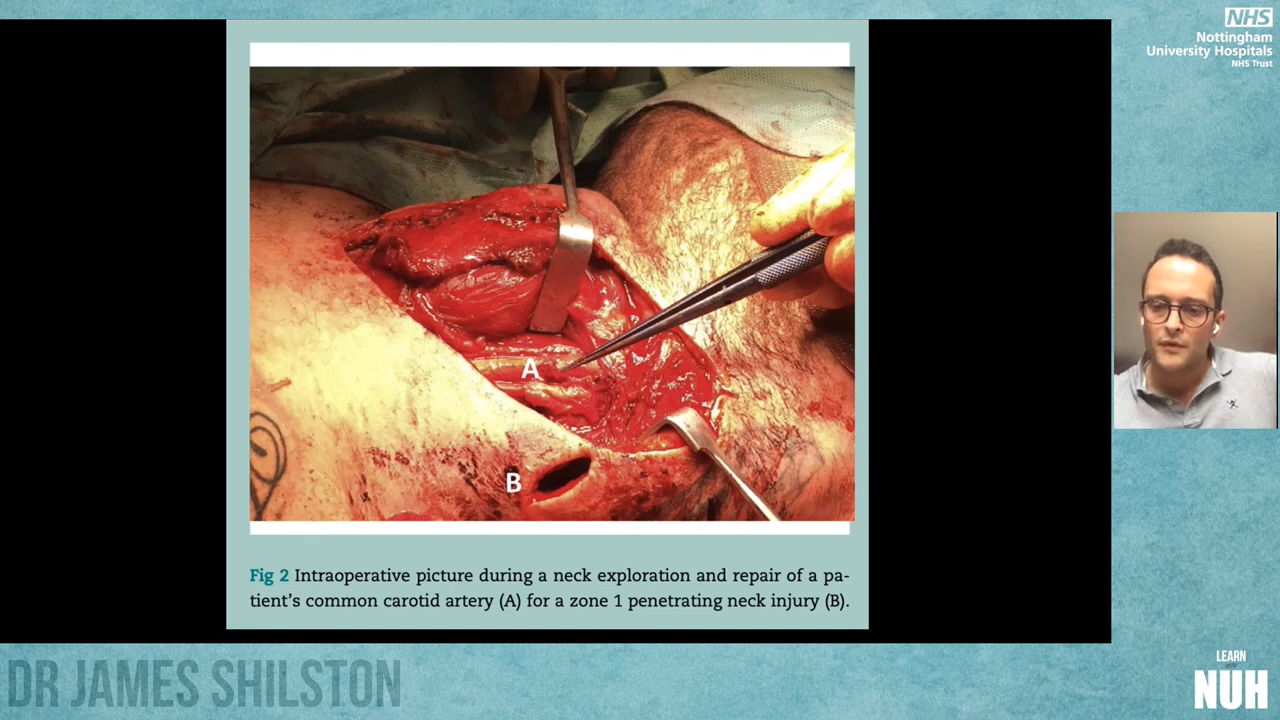 NHS
Nottingham
University Hospitals
NHS Trust
A
B
Fig 2 Intraoperative picture during a neck exploration and repair of a pa-
tient's common carotid artery (A) for a zone 1 penetrating neck injury (B).
DR JAMES SHILSTON
LEARN
NUH